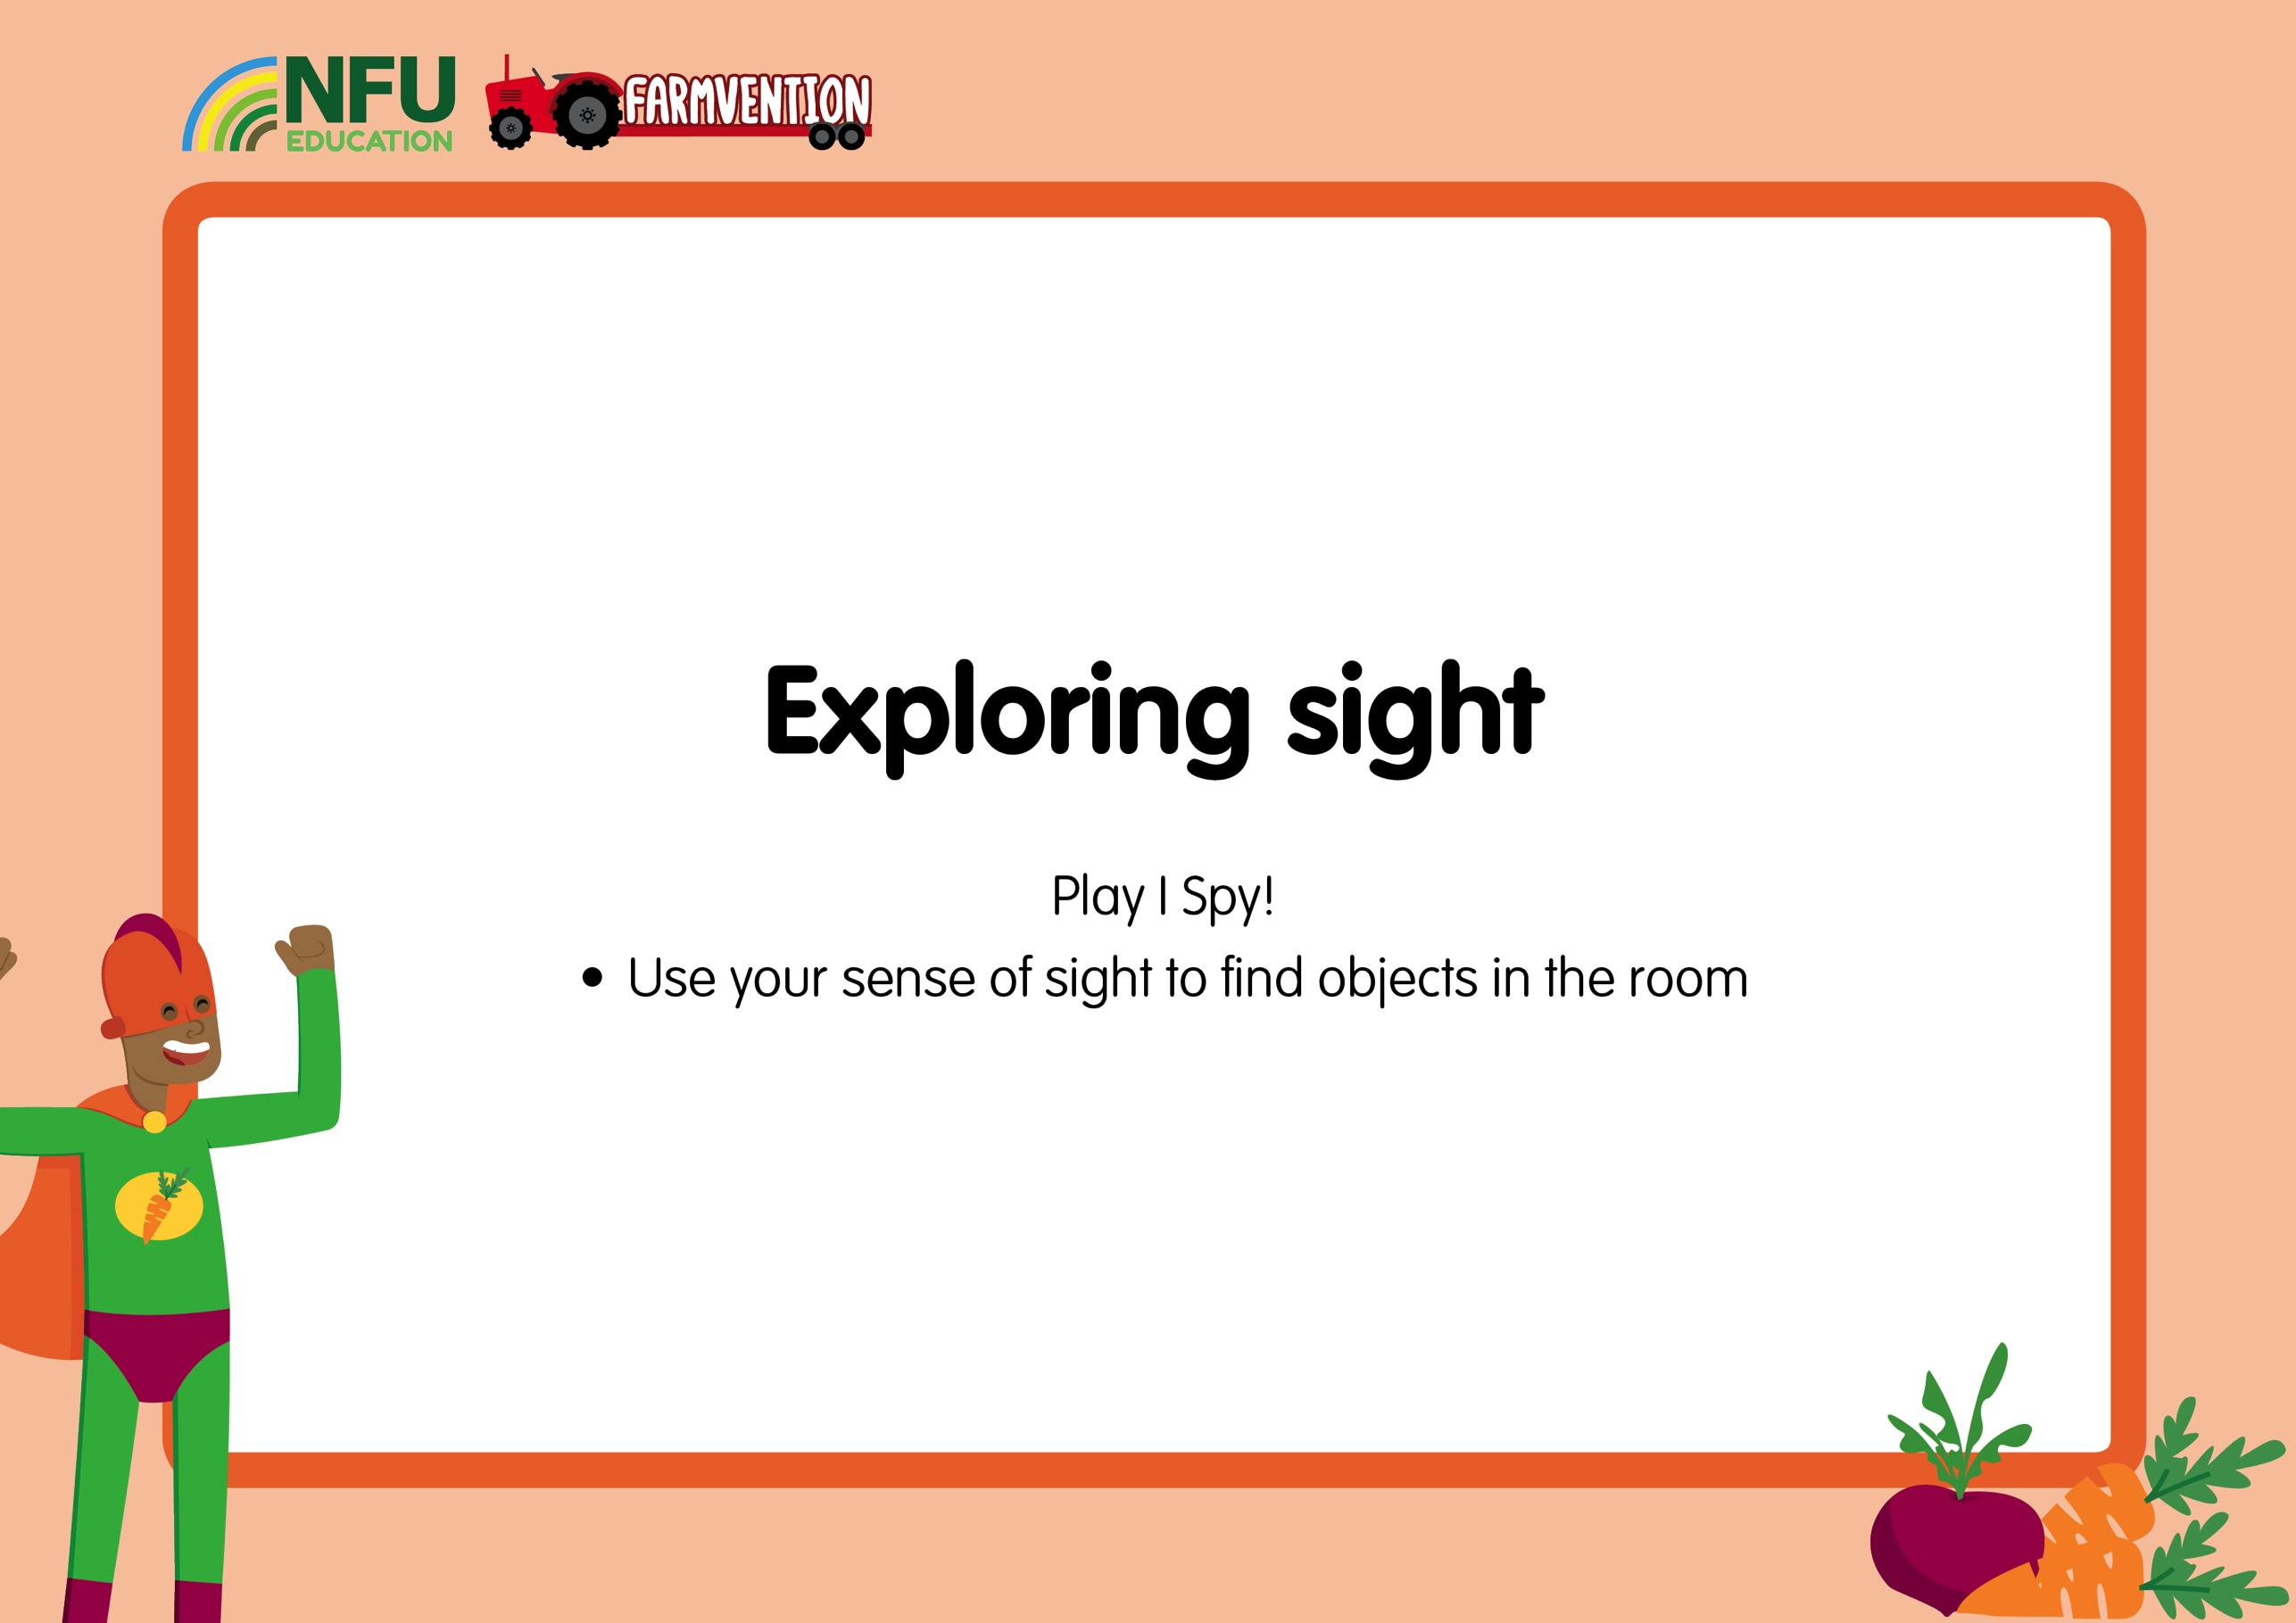 NFU
EDUCATION
FARMVENTION
Exploring sight
Play I Spy!
• Use your sense of sight to find objects in the room